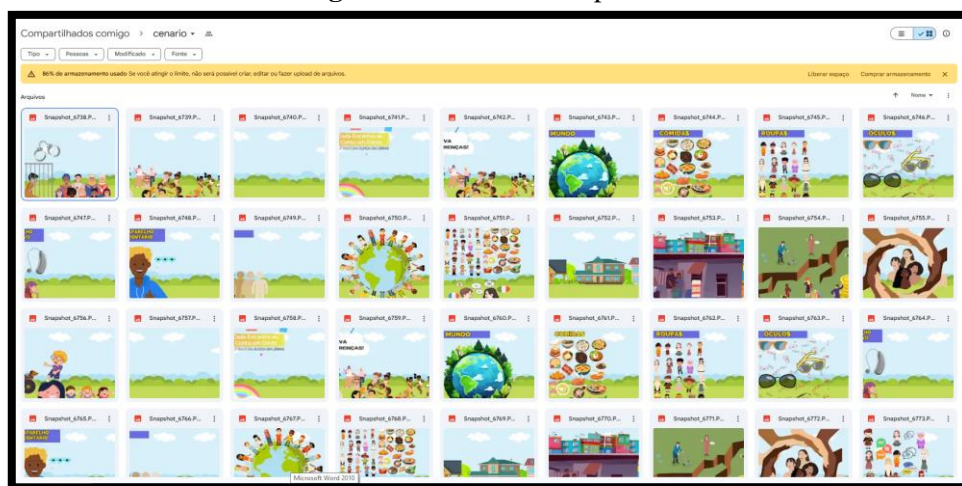 Compartilhados comigo > cenario
Tipo Pessoas Modificado Fonte
86% de armazenamento usado Se você atingir o limite, não será possível criar, editar ou fazer upload de arquivos. Liberar espaço Comprar armazenamento
Arquivos Nome
Snapshot_6738.P... Snapshot_6739.P... Snapshot_6740.P... Snapshot_6741.P... Snapshot_6742.P... Snapshot_6743.P... Snapshot_6744.P... Snapshot_6745.P... Snapshot_6746.P...
VA MUNDO COMIDAS ROUPAS ÓCULOS
Snapshot_6747.P... Snapshot_6748.P... Snapshot_6749.P... Snapshot_6750.P... Snapshot_6751.P... Snapshot_6752.P... Snapshot_6753.P... Snapshot_6754.P... Snapshot_6755.P...
Snapshot_6756.P... Snapshot_6757.P... Snapshot_6758.P... Snapshot_6759.P... Snapshot_6760.P... Snapshot_6761.P... Snapshot_6762.P... Snapshot_6763.P... Snapshot_6764.P...
VA MUNDO COMIDAS ROUPAS ÓCULOS
Snapshot_6765.P... Snapshot_6766.P... Snapshot_6767.P... Snapshot_6768.P... Snapshot_6769.P... Snapshot_6770.P... Snapshot_6771.P... Snapshot_6772.P... Snapshot_6773.P...
Microsoft Word 2010